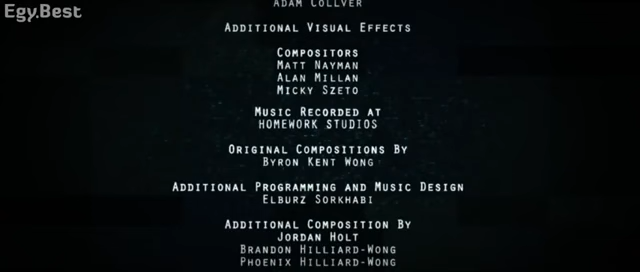 Egy.Best
ADAM COLLVER
ADDITIONAL VISUAL EFFECTS
COMPOSITORS
MATT NAYMAN
ALAN MILLAN
MICKY SZETO
MUSIC RECORDED AT
HOMEWORK STUDIOS
ORIGINAL COMPOSITIONS BY
BYRON KENT WONG
ADDITIONAL PROGRAMMING AND MUSIC DESIGN
ELBURZ SORKHABI
ADDITIONAL COMPOSITION BY
JORDAN HOLT
BRANDON HILLIARD-WONG
PHOENIX HILLIARD-WONG